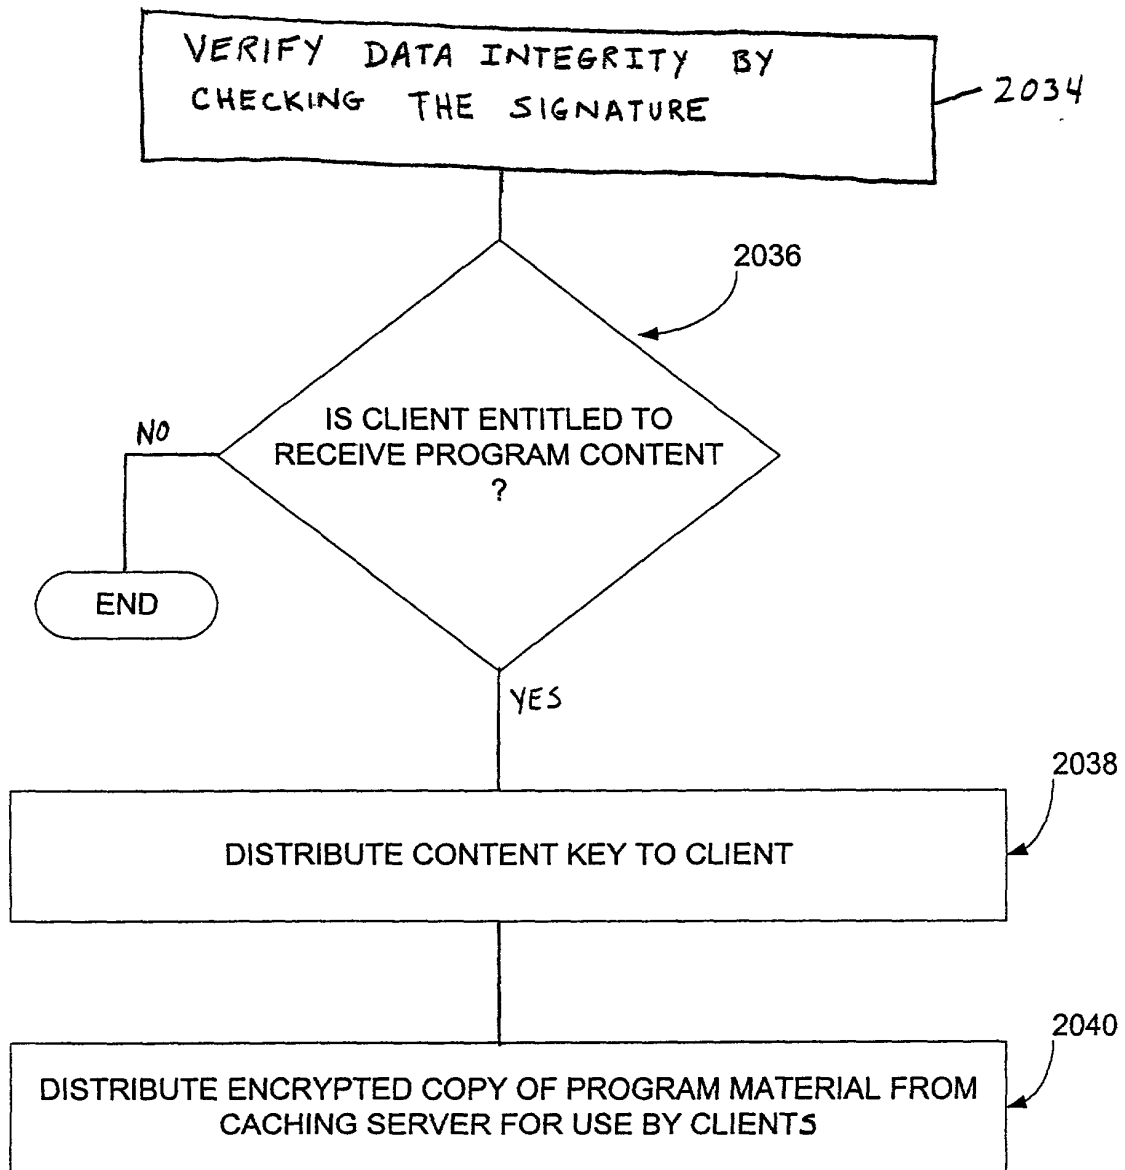 VERIFY DATA INTEGRITY BY
CHECKING THE SIGNATURE
2034
2036
IS CLIENT ENTITLED TO
RECEIVE PROGRAM CONTENT
?
NO
END
YES
2038
DISTRIBUTE CONTENT KEY TO CLIENT
2040
DISTRIBUTE ENCRYPTED COPY OF PROGRAM MATERIAL FROM
CACHING SERVER FOR USE BY CLIENTS